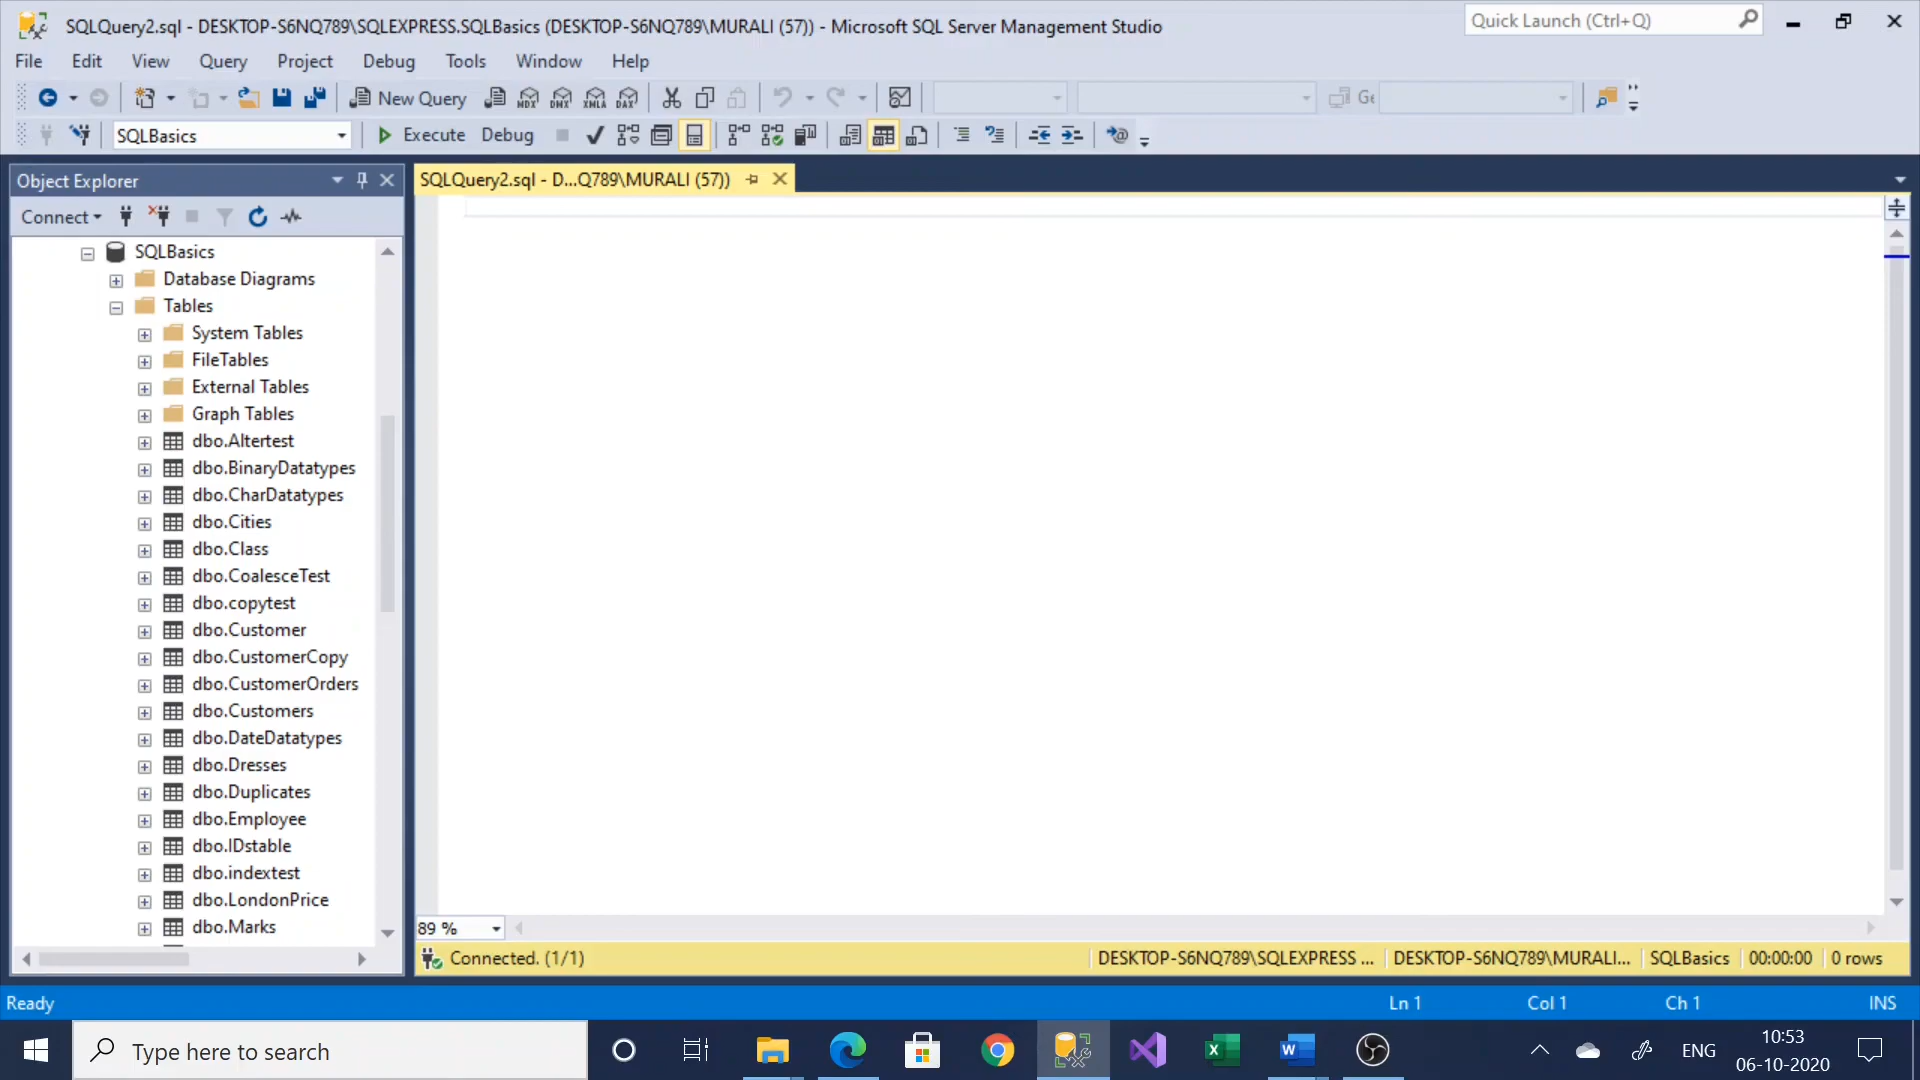 SQLQuery2.sql - DESKTOP-S6NQ789\SQLEXPRESS.SQLBasics (DESKTOP-S6NQ789\MURALI (57)) - Microsoft SQL Server Management Studio
Quick Launch (Ctrl+Q)
File Edit View Query Project Debug Tools Window Help
New Query MDX DMX XMLA DAX
SQLBasics Execute Debug
Object Explorer
SQLQuery2.sql - D...Q789\MURALI (57))
Connect
SQLBasics
Database Diagrams
Tables
System Tables
FileTables
External Tables
Graph Tables
dbo.Altertest
dbo.BinaryDatatypes
dbo.CharDatatypes
dbo.Cities
dbo.Class
dbo.CoalesceTest
dbo.copytest
dbo.Customer
dbo.CustomerCopy
dbo.CustomerOrders
dbo.Customers
dbo.DateDatatypes
dbo.Dresses
dbo.Duplicates
dbo.Employee
dbo.IDstable
dbo.indextest
dbo.LondonPrice
dbo.Marks
89 %
Connected. (1/1) DESKTOP-S6NQ789\SQLEXPRESS ... DESKTOP-S6NQ789\MURALI... SQLBasics 00:00:00 0 rows
Ready Ln 1 Col 1 Ch 1 INS
Type here to search
ENG
10:53
06-10-2020